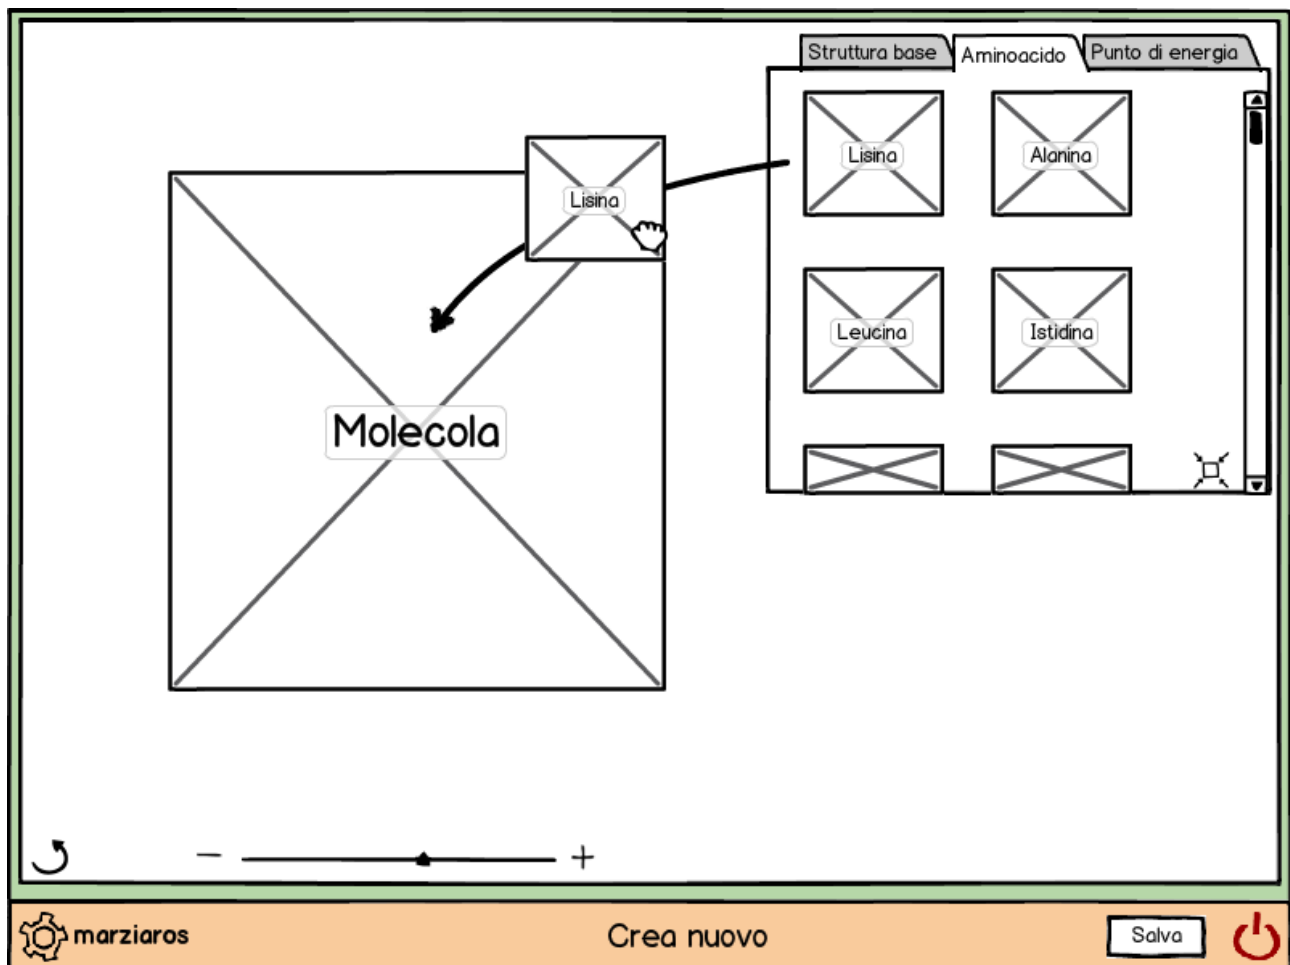 Struttura base
Aminoacido
Punto di energia
Lisina
Alanina
Lisina
Leucina
Istidina
Molecola
marziaros
Crea nuovo
Salva